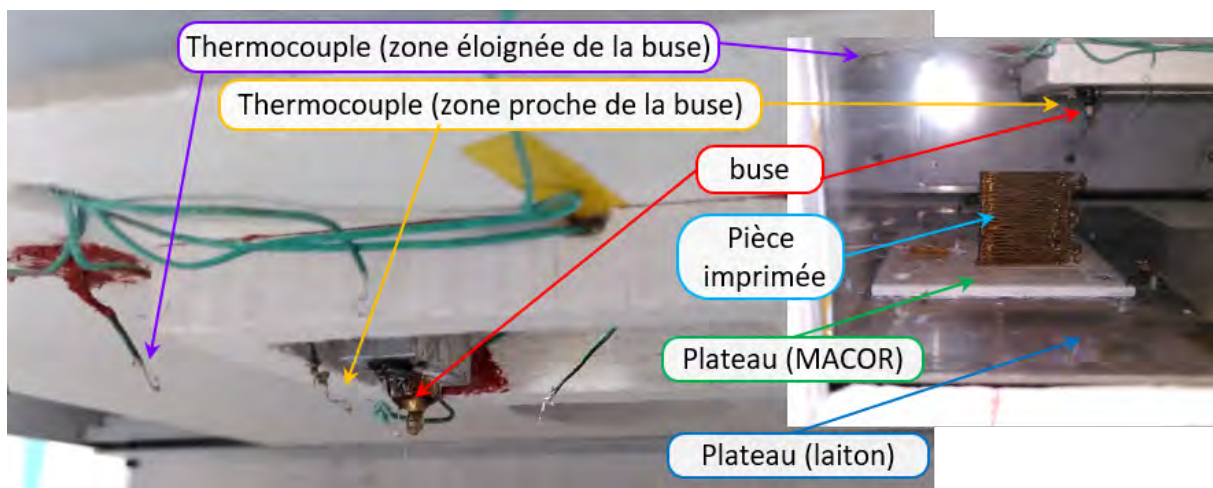 Thermocouple (zone éloignée de la buse)
Thermocouple (zone proche de la buse)
buse
Pièce
imprimée
Plateau (MACOR)
Plateau (laiton)